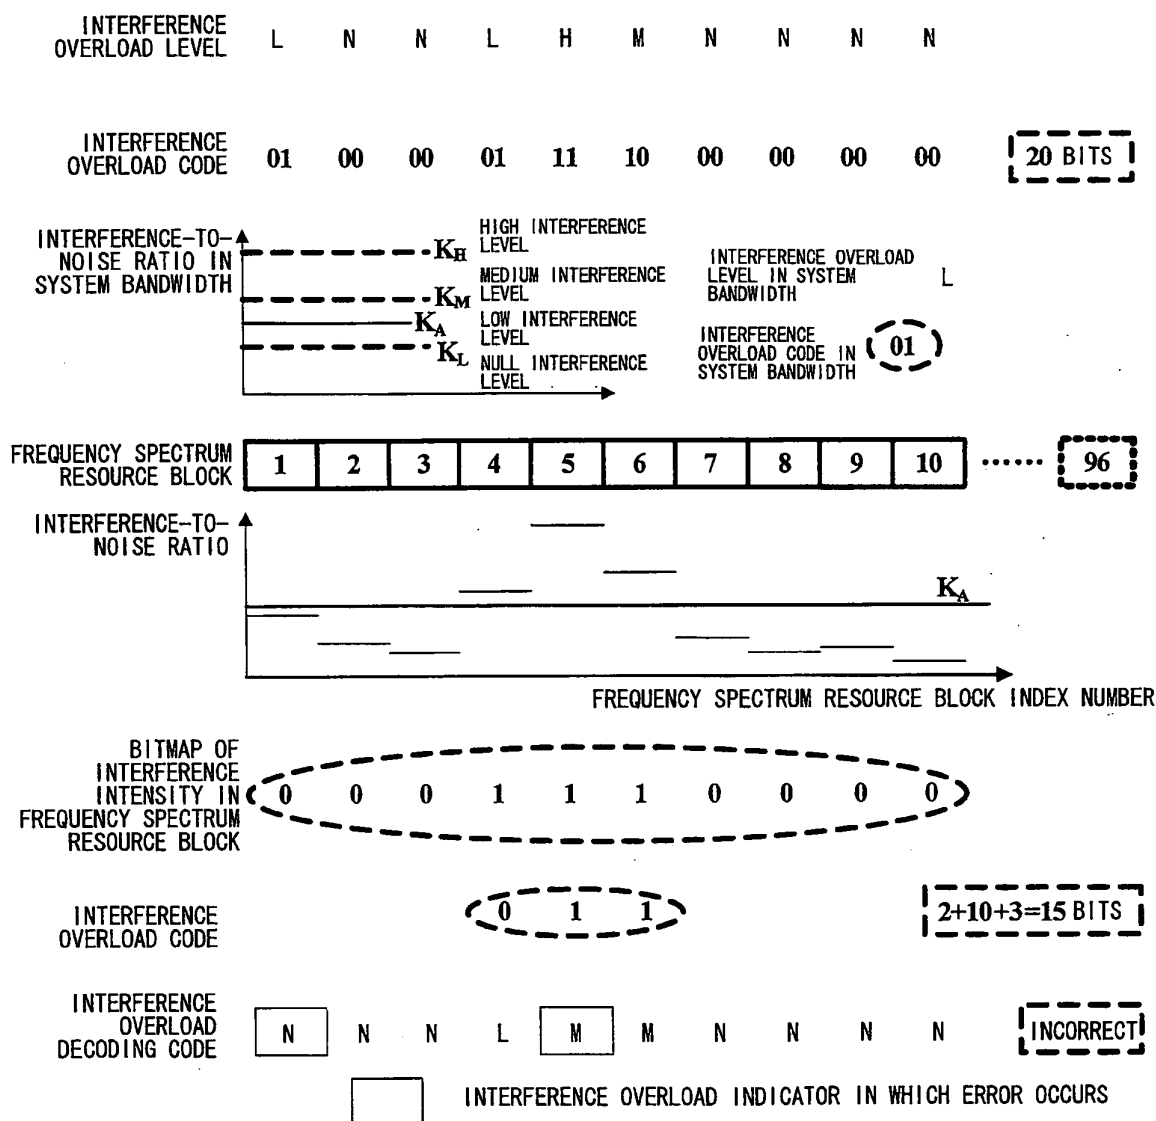 INTERFERENCE
OVERLOAD LEVEL
L N N L H M N N N N
INTERFERENCE
OVERLOAD CODE
01 00 00 01 11 10 00 00 00 00
20 BITS
INTERFERENCE-TO-
NOISE RATIO IN
SYSTEM BANDWIDTH
KH
HIGH INTERFERENCE
LEVEL
KM
MEDIUM INTERFERENCE
LEVEL
KA
LOW INTERFERENCE
LEVEL
KL
NULL INTERFERENCE
LEVEL
INTERFERENCE OVERLOAD
LEVEL IN SYSTEM
BANDWIDTH
L
INTERFERENCE
OVERLOAD CODE IN
SYSTEM BANDWIDTH
01
FREQUENCY SPECTRUM
RESOURCE BLOCK
1 2 3 4 5 6 7 8 9 10 ...... 96
INTERFERENCE-TO-
NOISE RATIO
KA
FREQUENCY SPECTRUM RESOURCE BLOCK INDEX NUMBER
BITMAP OF
INTERFERENCE
INTENSITY IN
FREQUENCY SPECTRUM
RESOURCE BLOCK
0 0 0 1 1 1 0 0 0 0
INTERFERENCE
OVERLOAD CODE
0 1 1
2+10+3=15 BITS
INTERFERENCE
OVERLOAD
DECODING CODE
N N N L M M N N N N
INCORRECT
INTERFERENCE OVERLOAD INDICATOR IN WHICH ERROR OCCURS